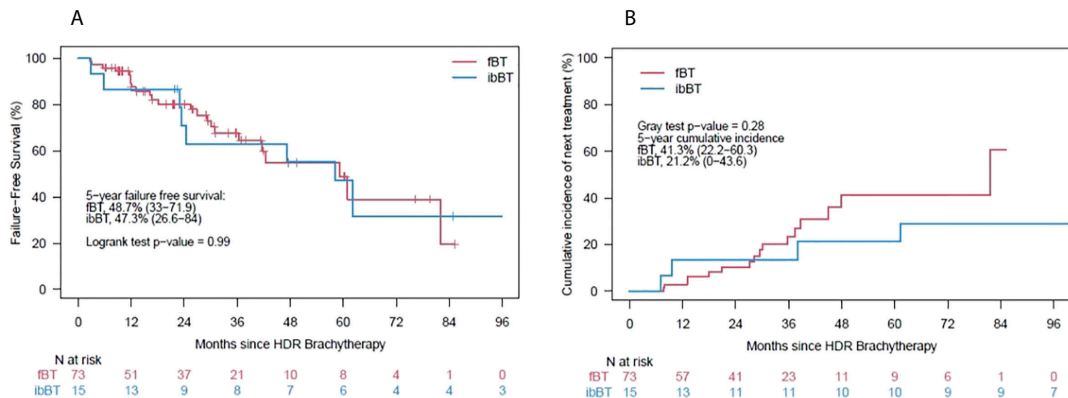 A
Failure-Free Survival (%)
100
80
60
40
20
0
fBT
ibBT
5-year failure free survival:
fBT, 48.7% (33-71.9)
ibBT, 47.3% (26.6-84)
Logrank test p-value = 0.99
0 12 24 36 48 60 72 84 96
Months since HDR Brachytherapy
N at risk
fBT 73 51 37 21 10 8 4 1 0
ibBT 15 13 9 8 7 6 4 4 3
B
Cumulative incidence of next treatment (%)
100
80
60
40
20
0
fBT
ibBT
Gray test p-value = 0.28
5-year cumulative incidence
fBT, 41.3% (22.2-60.3)
ibBT, 21.2% (0-43.6)
0 12 24 36 48 60 72 84 96
Months since HDR Brachytherapy
N at risk
fBT 73 57 41 23 11 9 6 1 0
ibBT 15 13 11 11 10 10 9 9 7